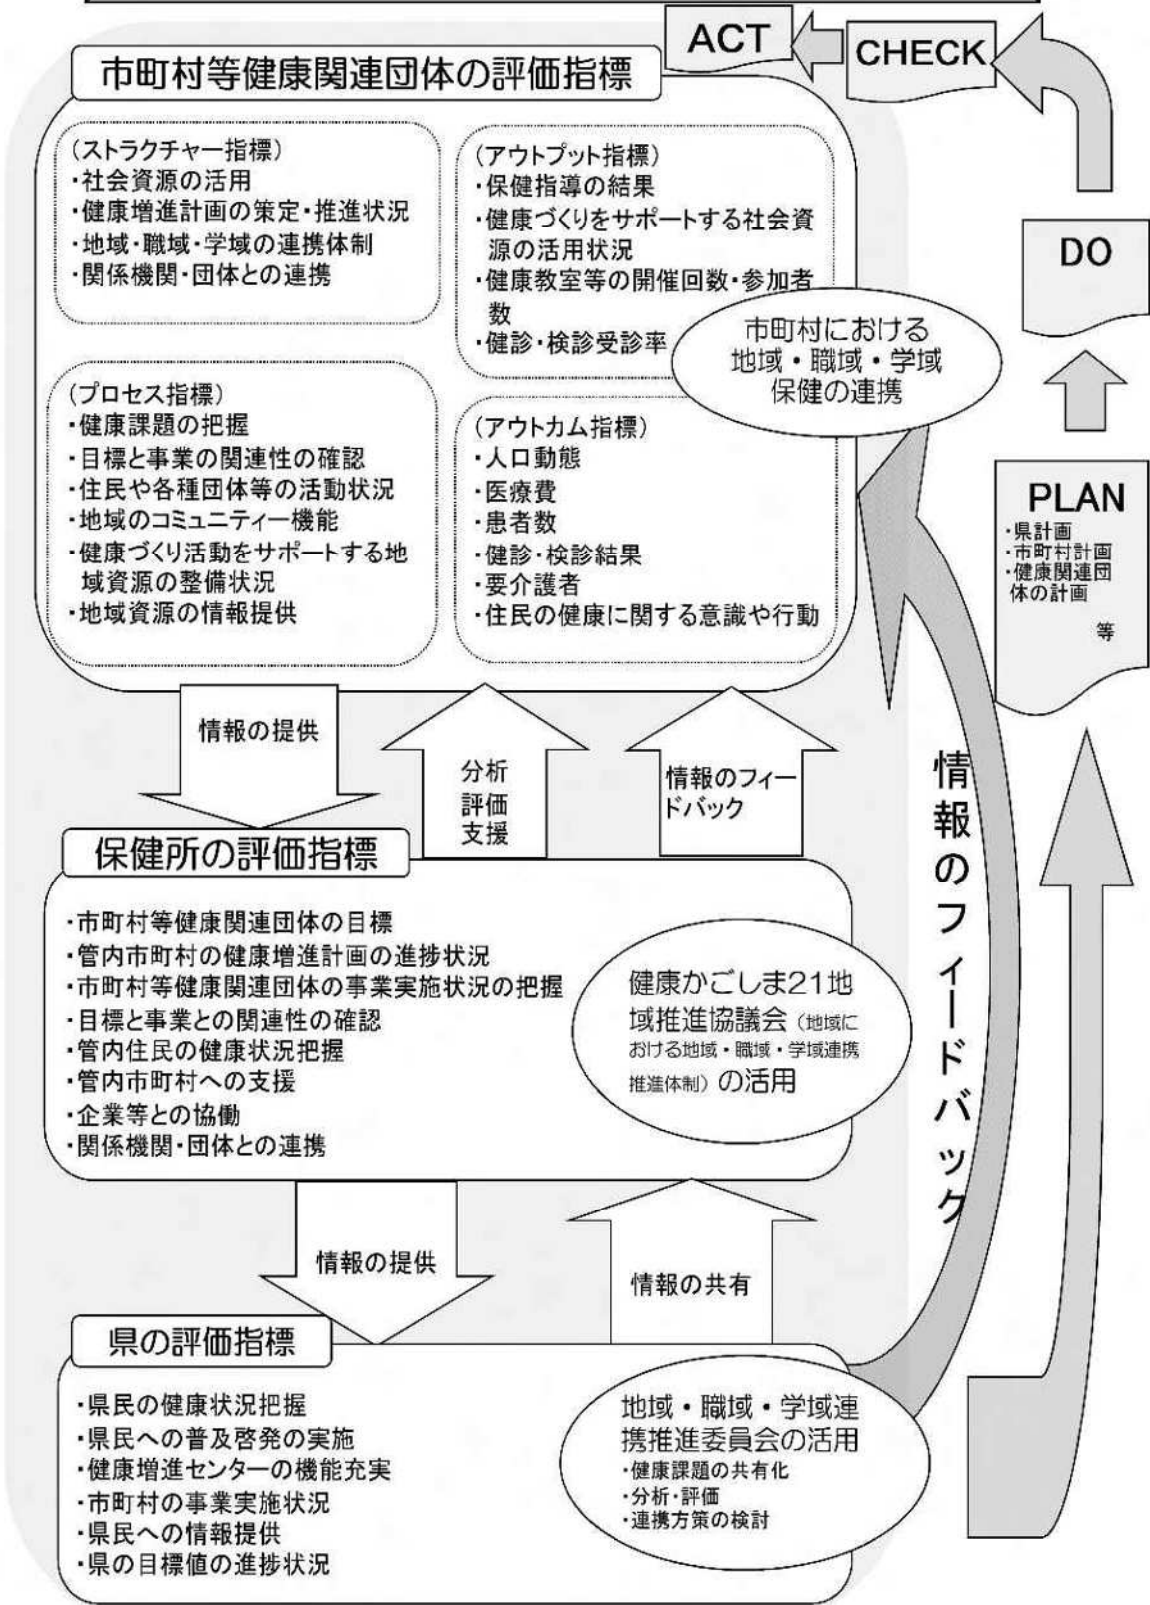 ACT
CHECK
市町村等健康関連団体の評価指標
（ストラクチャー指標）
・社会資源の活用
・健康増進計画の策定・推進状況
・地域・職域・学域の連携体制
・関係機関・団体との連携
（アウトプット指標）
・保健指導の結果
・健康づくりをサポートする社会資
源の活用状況
・健康教室等の開催回数・参加者
数
・健診・検診受診率
DO
市町村における
地域・職域・学域
保健の連携
（プロセス指標）
・健康課題の把握
・目標と事業の関連性の確認
・住民や各種団体等の活動状況
・地域のコミュニティー機能
・健康づくり活動をサポートする地
域資源の整備状況
・地域資源の情報提供
（アウトカム指標）
・人口動態
・医療費
・患者数
・健診・検診結果
・要介護者
・住民の健康に関する意識や行動
PLAN
・県計画
・市町村計画
・健康関連団
体の計画
等
情報の提供
分析
評価
支援
情報のフィー
ドバック
情報のフィードバック
保健所の評価指標
・市町村等健康関連団体の目標
・管内市町村の健康増進計画の進捗状況
・市町村等健康関連団体の事業実施状況の把握
・目標と事業との関連性の確認
・管内住民の健康状況把握
・管内市町村への支援
・企業等との協働
・関係機関・団体との連携
健康かごしま21地
域推進協議会（地域に
おける地域・職域・学域連携
推進体制）の活用
情報の提供
情報の共有
県の評価指標
・県民の健康状況把握
・県民への普及啓発の実施
・健康増進センターの機能充実
・市町村の事業実施状況
・県民への情報提供
・県の目標値の進捗状況
地域・職域・学域連
携推進委員会の活用
・健康課題の共有化
・分析・評価
・連携方策の検討